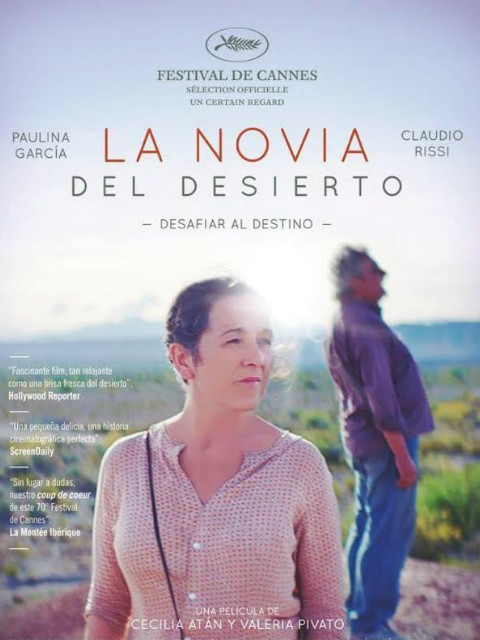 FESTIVAL DE CANNES
SÉLECTION OFFICIELLE
UN CERTAIN REGARD
PAULINA
GARCÍA
CLAUDIO
RISSI
LA NOVIA
DEL DESIERTO
— DESAFIAR AL DESTINO —
"Fascinante film, tan relajante
como una brisa fresca del desierto".
Hollywood Reporter
"Una pequeña delicia, una historia
cinematográfica perfecta"
ScreenDaily
"Sin lugar a dudas,
nuestro coup de coeur
de este 70° Festival
de Cannes".
La Montée Ibérique
UNA PELÍCULA DE
CECILIA ATÁN Y VALERIA PIVATO